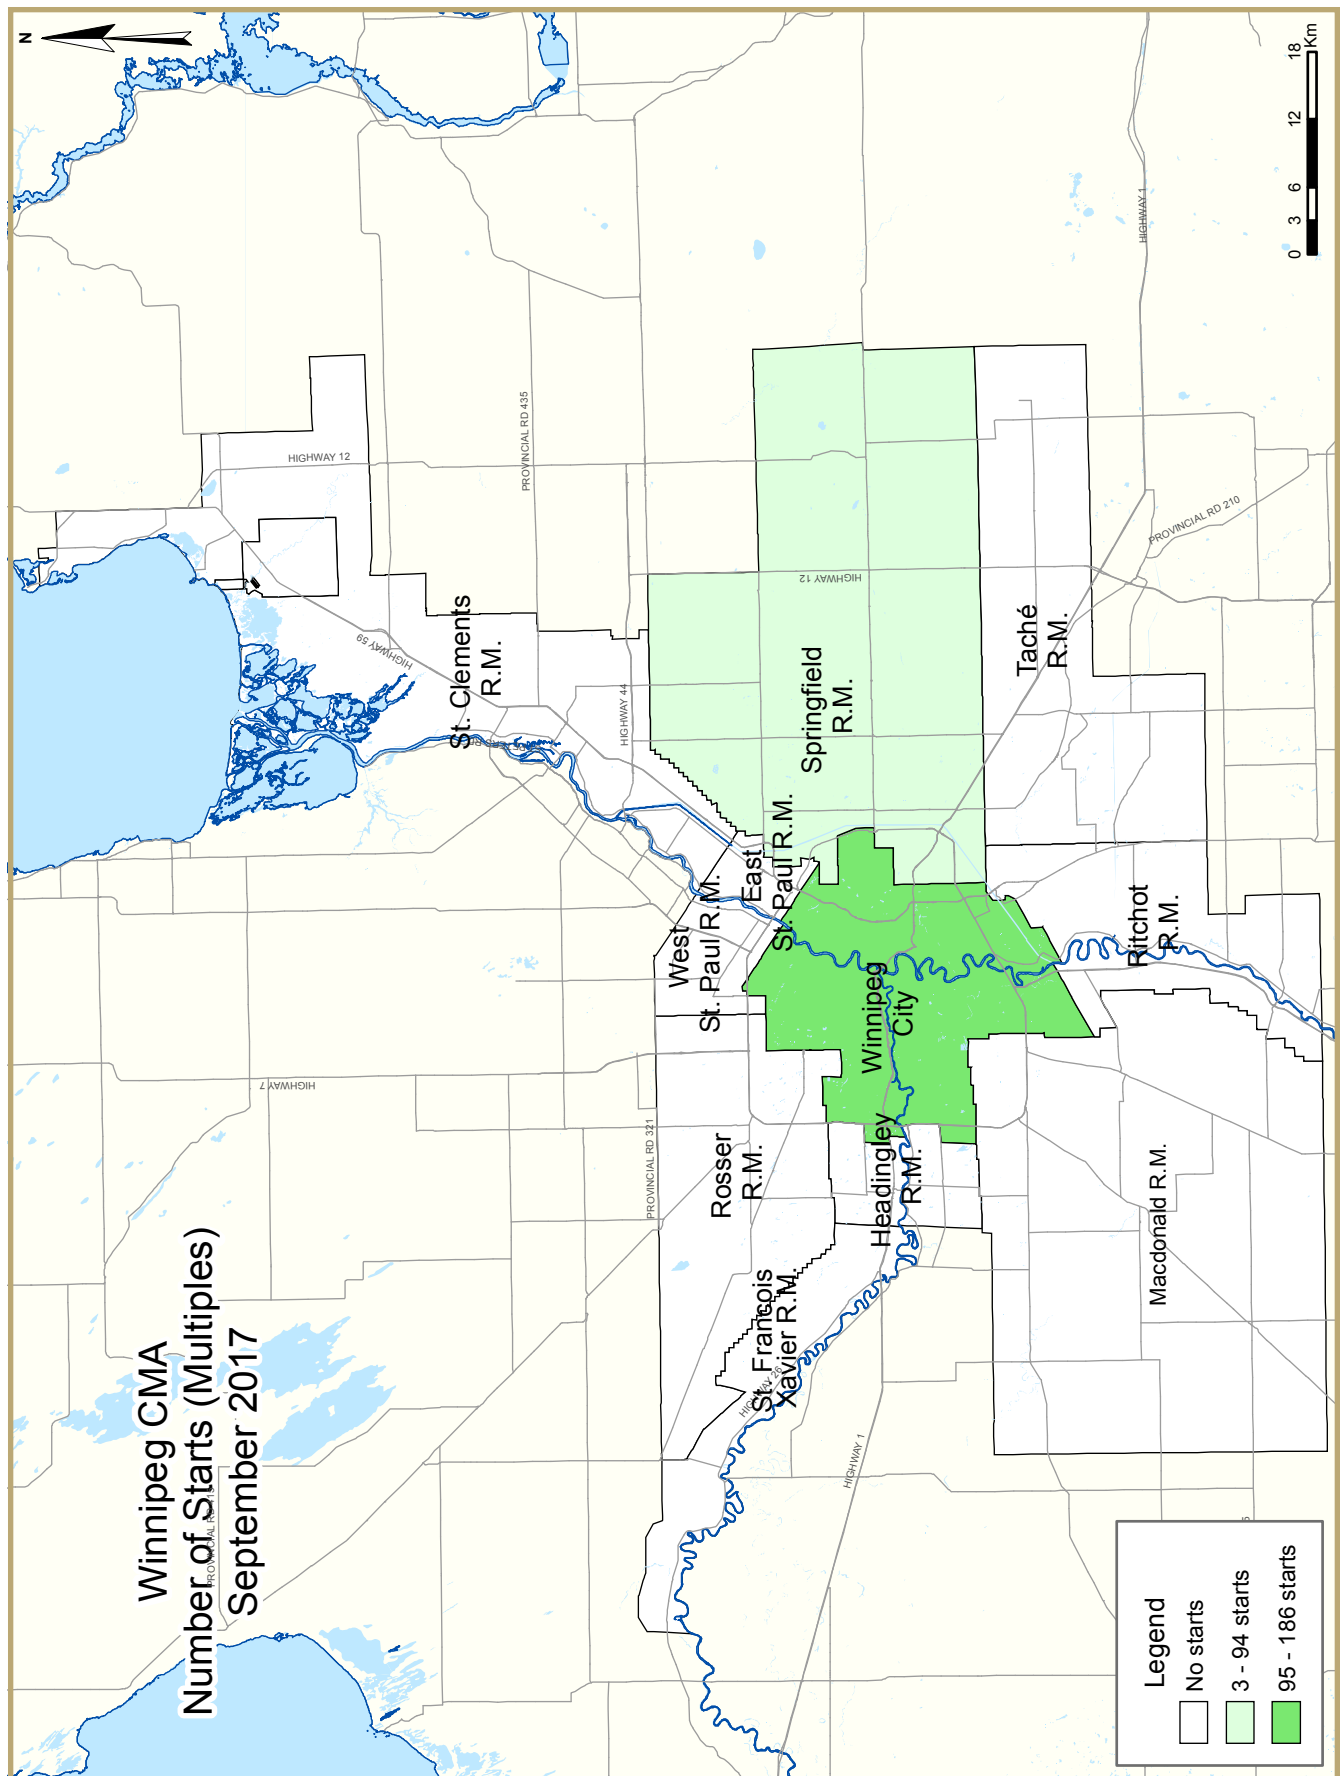 Winnipeg CMA
Number of Starts (Multiples)
September 2017
N
PROVINCIAL RD 415
HIGHWAY 7
HIGHWAY 12
PROVINCIAL RD 435
HIGHWAY 59
St. Clements
R.M.
HIGHWAY 44
PROVINCIAL RD 321
West
St. Paul R.M.
East
St. Paul R.M.
Springfield
R.M.
HIGHWAY 12
Rosser
R.M.
St. Francois
Xavier R.M.
HIGHWAY 26
Winnipeg
City
Headingley
R.M.
HIGHWAY 1
Taché
R.M.
HIGHWAY 1
PROVINCIAL RD 210
Ritchot
R.M.
Macdonald R.M.
Legend
No starts
3 - 94 starts
95 - 186 starts
0 3 6 12 18
Km